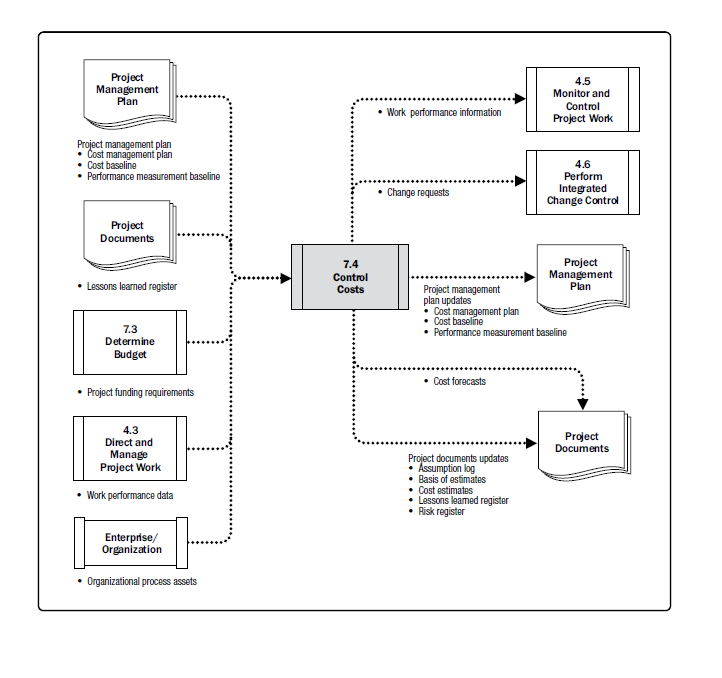 Project
Management
Plan
Project management plan
• Cost management plan
• Cost baseline
• Performance measurement baseline
Project
Documents
• Lessons learned register
7.3
Determine
Budget
• Project funding requirements
4.3
Direct and
Manage
Project Work
• Work performance data
Enterprise/
Organization
• Organizational process assets
7.4
Control
Costs
• Work performance information
4.5
Monitor and
Control
Project Work
• Change requests
4.6
Perform
Integrated
Change Control
Project management
plan updates
• Cost management plan
• Cost baseline
• Performance measurement baseline
Project
Management
Plan
• Cost forecasts
Project documents updates
• Assumption log
• Basis of estimates
• Cost estimates
• Lessons learned register
• Risk register
Project
Documents